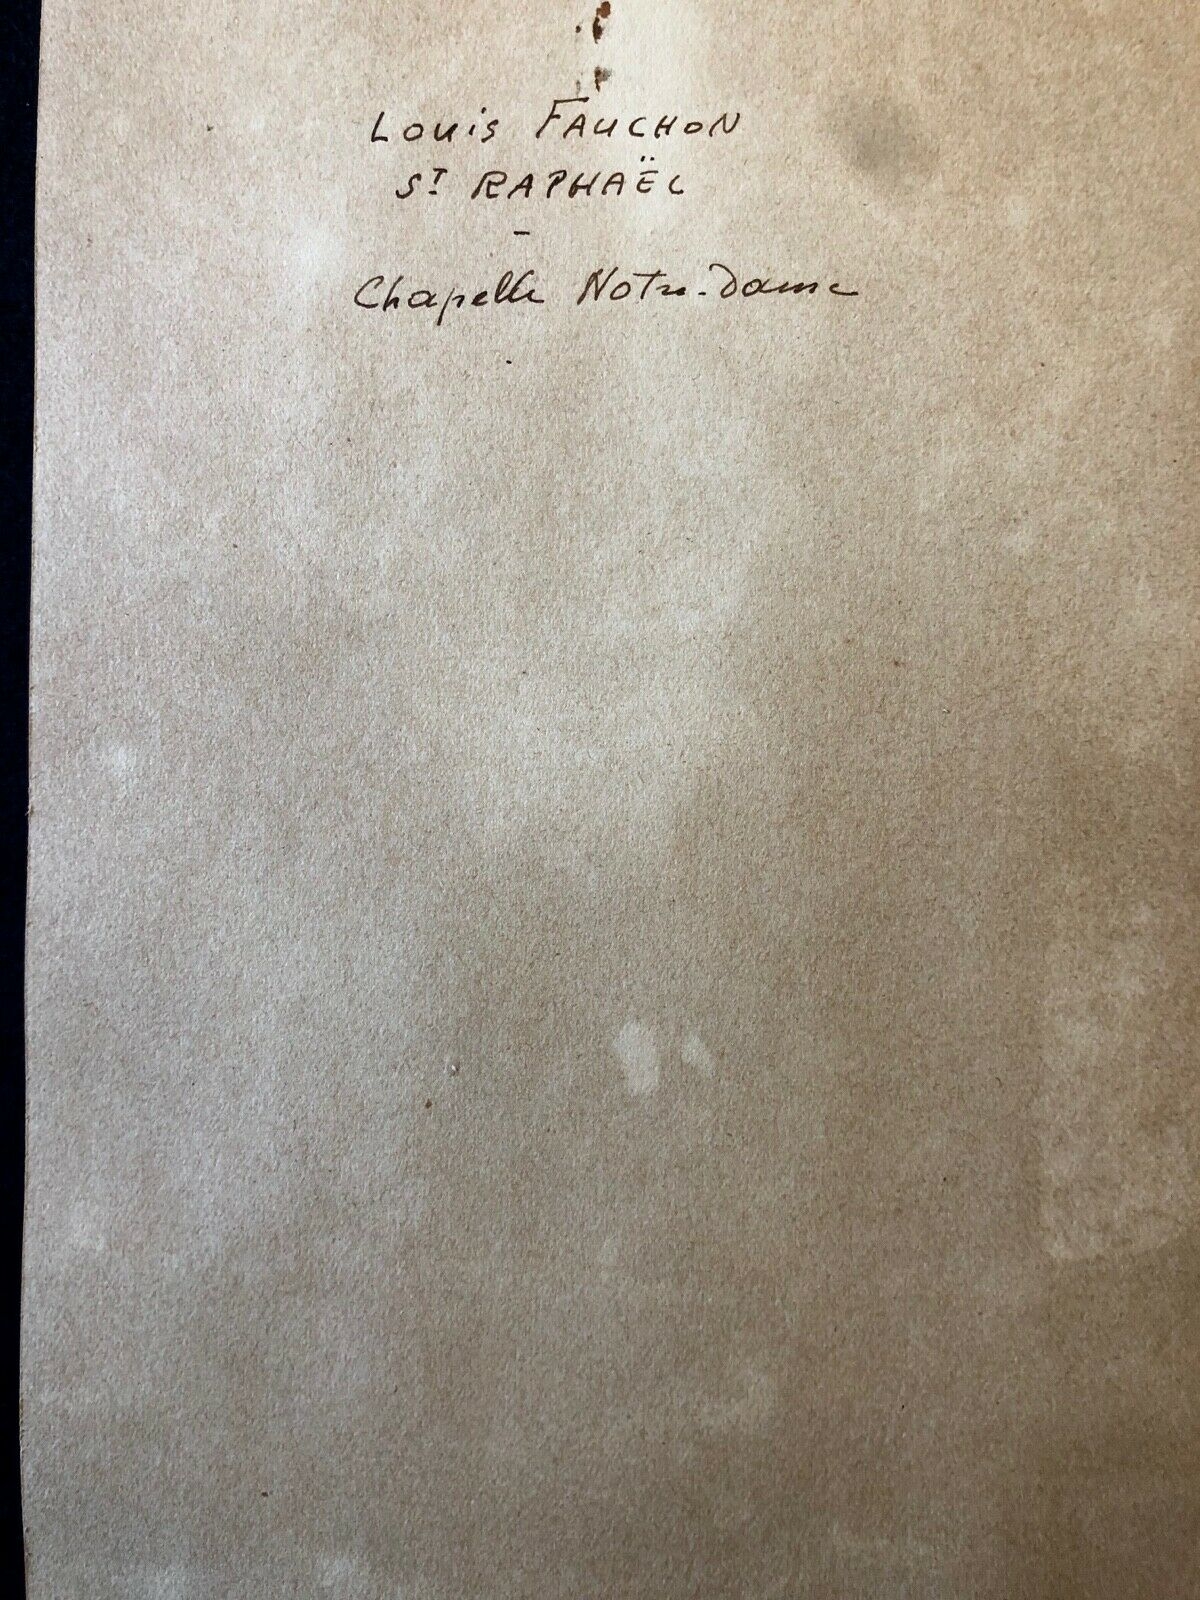 Louis FAUCHON
ST RAPHAËL
-
Chapelle Notre-Dame